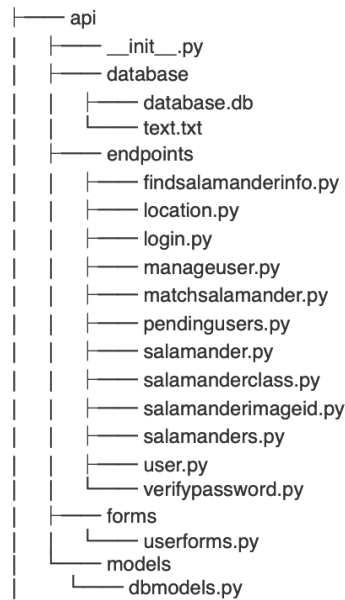 api
__init__.py
database
database.db
text.txt
endpoints
findsalamanderinfo.py
location.py
login.py
manageuser.py
matchsalamander.py
pendingusers.py
salamander.py
salamanderclass.py
salamanderimageid.py
salamanders.py
user.py
verifypassword.py
forms
userforms.py
models
dbmodels.py